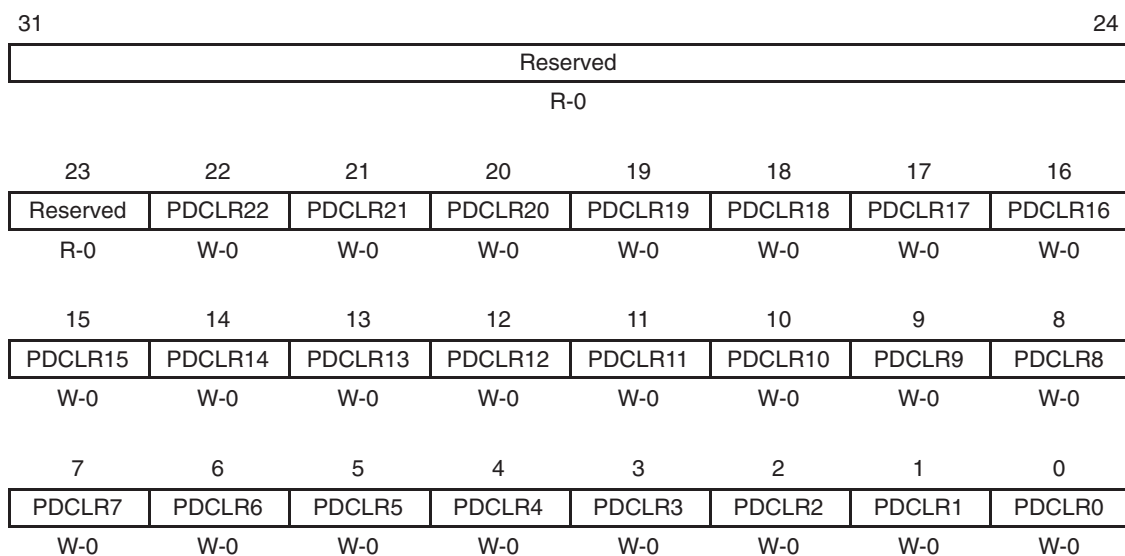 31 24
Reserved
R-0
23 22 21 20 19 18 17 16
Reserved PDCLR22 PDCLR21 PDCLR20 PDCLR19 PDCLR18 PDCLR17 PDCLR16
R-0 W-0 W-0 W-0 W-0 W-0 W-0 W-0
15 14 13 12 11 10 9 8
PDCLR15 PDCLR14 PDCLR13 PDCLR12 PDCLR11 PDCLR10 PDCLR9 PDCLR8
W-0 W-0 W-0 W-0 W-0 W-0 W-0 W-0
7 6 5 4 3 2 1 0
PDCLR7 PDCLR6 PDCLR5 PDCLR4 PDCLR3 PDCLR2 PDCLR1 PDCLR0
W-0 W-0 W-0 W-0 W-0 W-0 W-0 W-0